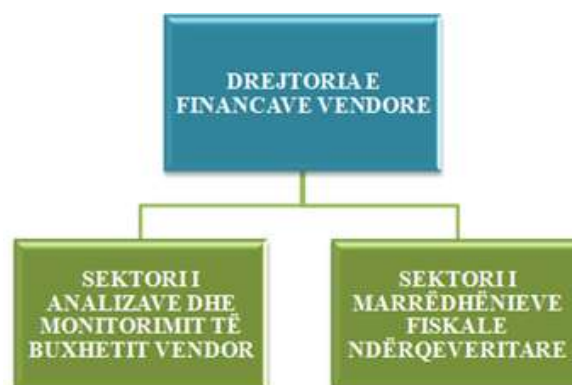 DREJTORIA E
FINANCAVE VENDORE
SEKTORI I
ANALIZAVE DHE
MONITORIMIT TË
BUXHETIT VENDOR
SEKTORI I
MARRËDHËNIEVE
FISKALE
NDËRQEVERITARE